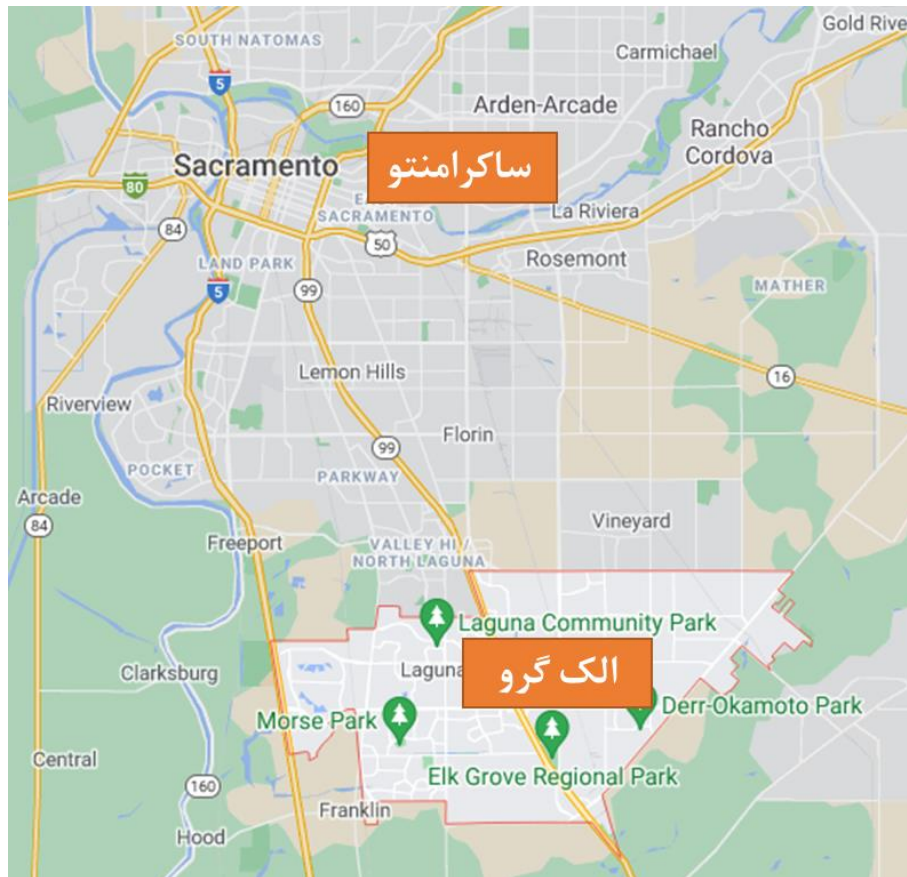 Gold Rive
SOUTH NATOMAS
Carmichael
5
160
Arden-Arcade
Rancho
Cordova
Sacramento
ساکرامنتو
80
SACRAMENTO
La Riviera
84
50
Rosemont
LAND PARK
99
5
MATHER
Lemon Hills
16
Riverview
Florin
99
POCKET
PARKWAY
Arcade
84
Vineyard
Freeport
VALLEY HI /
NORTH LAGUNA
Laguna Community Park
Clarksburg
Laguna
الک گرو
Derr-Okamoto Park
Morse Park
Central
Elk Grove Regional Park
160
Franklin
Hood